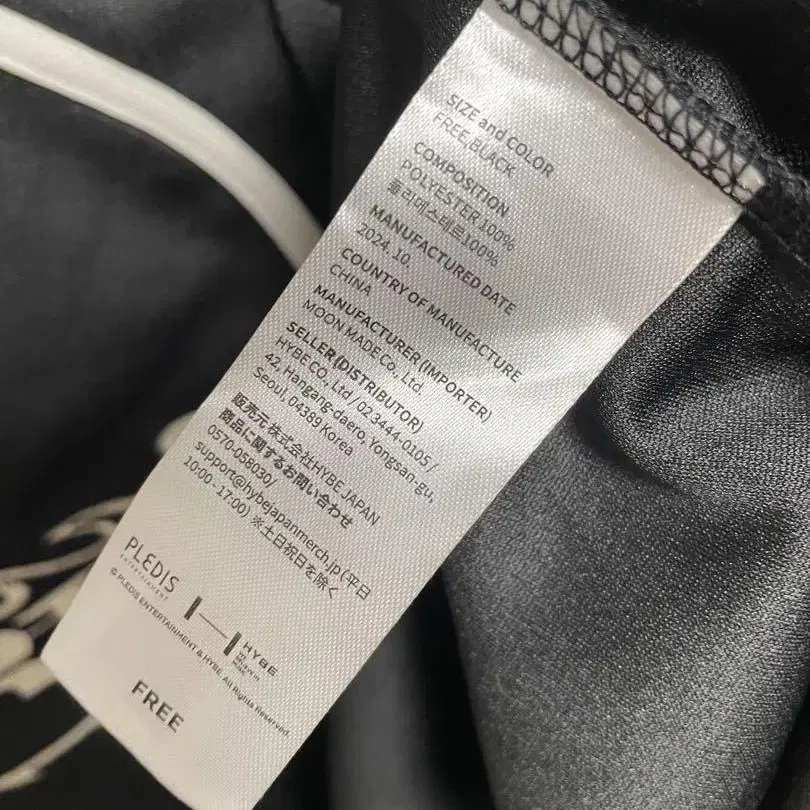 SIZE and COLOR
FREE,BLACK
COMPOSITION
POLYESTER 100%
폴리에스테르100%
MANUFACTURED DATE
2024. 10.
COUNTRY OF MANUFACTURE
CHINA
MANUFACTURER (IMPORTER)
MOON MADE Co., Ltd.
SELLER (DISTRIBUTOR)
HYBE CO., Ltd / 02.3444-0105 /
42, Hangang-daero, Yongsan-gu,
Seoul, 04389 Korea
販売元 株式会社HYBE JAPAN
商品に関するお問い合わせ
0570-058030/
support@hybejapanmerch.jp (平日
10:00 - 17:00) ※土日祝日を除く
PLEDIS
ENTERTAINMENT
HYBE
WE
BELIEVE IN
MUSIC
© PLEDIS ENTERTAINMENT & HYBE. All Rights Reserved.
FREE